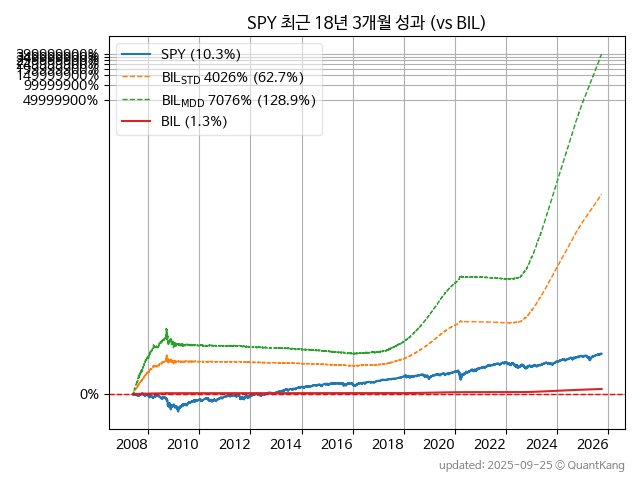 SPY 최근 18년 3개월 성과 (vs BIL)
SPY (10.3%)
BILSTD 4026% (62.7%)
BILMDD 7076% (128.9%)
BIL (1.3%)
99999900%
49999900%
0%
2008 2010 2012 2014 2016 2018 2020 2022 2024 2026
updated: 2025-09-25 ⓒ QuantKang